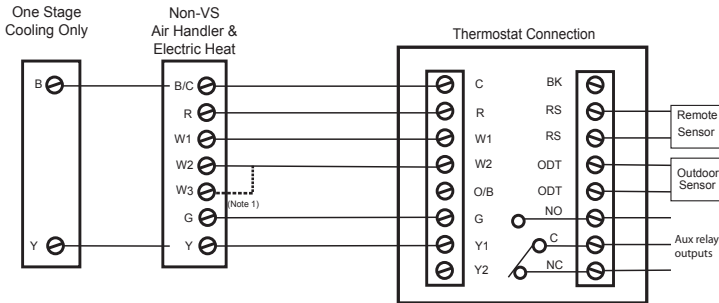 One Stage
Cooling Only
Non-VS
Air Handler &
Electric Heat
Thermostat Connection
B
Y
B/C
R
W1
W2
W3
(Note 1)
G
Y
C
R
W1
W2
O/B
G
Y1
Y2
BK
RS
RS
ODT
ODT
NO
C
NC
Remote
Sensor
Outdoor
Sensor
Aux relay
outputs